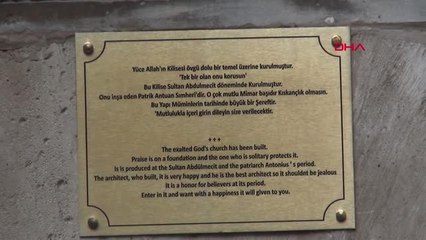 DHA
Yüce Allah'ın Kilisesi övgü dolu bir temel üzerine kurulmuştur.
'Tek bir olan onu korusun'
Bu Kilise Sultan Abdulmecit döneminde Kurulmuştur.
Onu inşa eden Patrik Antuan Sımheri'dir. O çok mutlu Mimar başıdır Kıskançlık olmasın.
Bu Yapı Müminlerin tarihinde büyük bir Şereftir.
'Mutlulukla içeri girin dileyin size verilecektir.
+++
The exalted God's church has been built.
Praise is on a foundation and the one who is solitary protects it.
Is is produced at the Sultan Abdülmecit and the patriarch Antonius ' s period.
The architect, who built, it is very happy and he is the best architect so it shouldnt be jealous
It is a honor for believers at its period.
Enter in it and want with a happiness it will given to you.